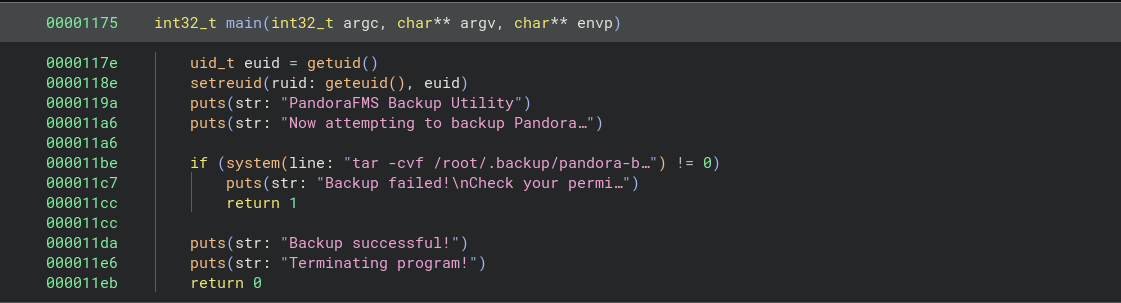 00001175 int32_t main(int32_t argc, char** argv, char** envp)
0000117e uid_t euid = getuid()
0000118e setreuid(ruid: geteuid(), euid)
0000119a puts(str: "PandoraFMS Backup Utility")
000011a6 puts(str: "Now attempting to backup Pandora…")
000011a6
000011be if (system(line: "tar -cvf /root/.backup/pandora-b…") != 0)
000011c7 puts(str: "Backup failed!\nCheck your permi…")
000011cc return 1
000011cc
000011da puts(str: "Backup successful!")
000011e6 puts(str: "Terminating program!")
000011eb return 0